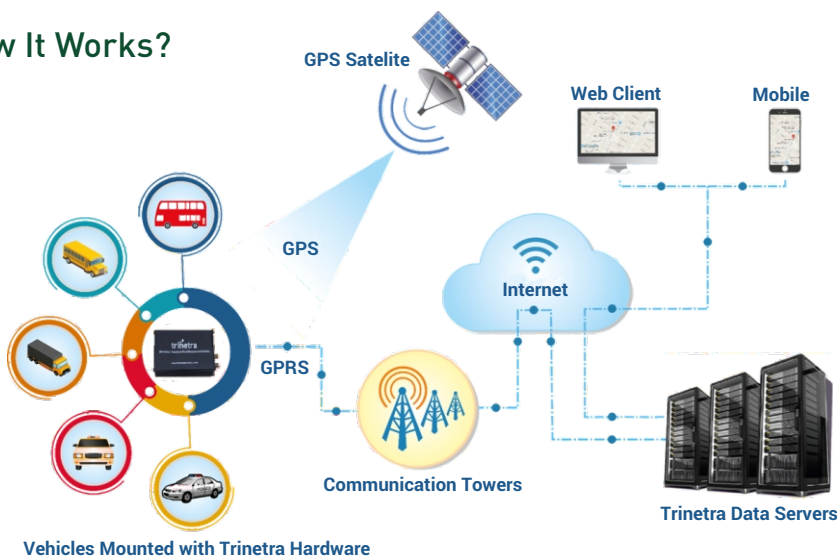 w It Works?
GPS Satelite
Web Client
Mobile
GPS
Internet
trinetra
GPRS
Communication Towers
Trinetra Data Servers
Vehicles Mounted with Trinetra Hardware